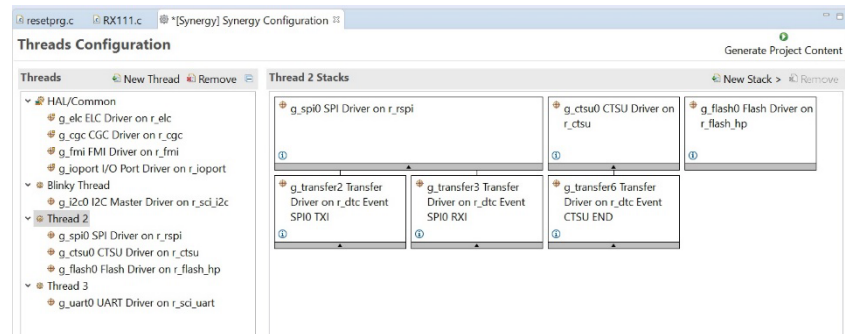 resetprg.c RX111.c *[Synergy] Synergy Configuration
Threads Configuration
Generate Project Content
Threads New Thread Remove
Thread 2 Stacks New Stack > Remove
HAL/Common
g_elc ELC Driver on r_elc
g_cgc CGC Driver on r_cgc
g_fmi FMI Driver on r_fmi
g_ioport I/O Port Driver on r_ioport
Blinky Thread
g_i2c0 I2C Master Driver on r_sci_i2c
Thread 2
g_spi0 SPI Driver on r_rspi
g_ctsu0 CTSU Driver on r_ctsu
g_flash0 Flash Driver on r_flash_hp
Thread 3
g_uart0 UART Driver on r_sci_uart
g_spi0 SPI Driver on r_rspi
g_ctsu0 CTSU Driver on
r_ctsu
g_flash0 Flash Driver on
r_flash_hp
g_transfer2 Transfer
Driver on r_dtc Event
SPI0 TXI
g_transfer3 Transfer
Driver on r_dtc Event
SPI0 RXI
g_transfer6 Transfer
Driver on r_dtc Event
CTSU END